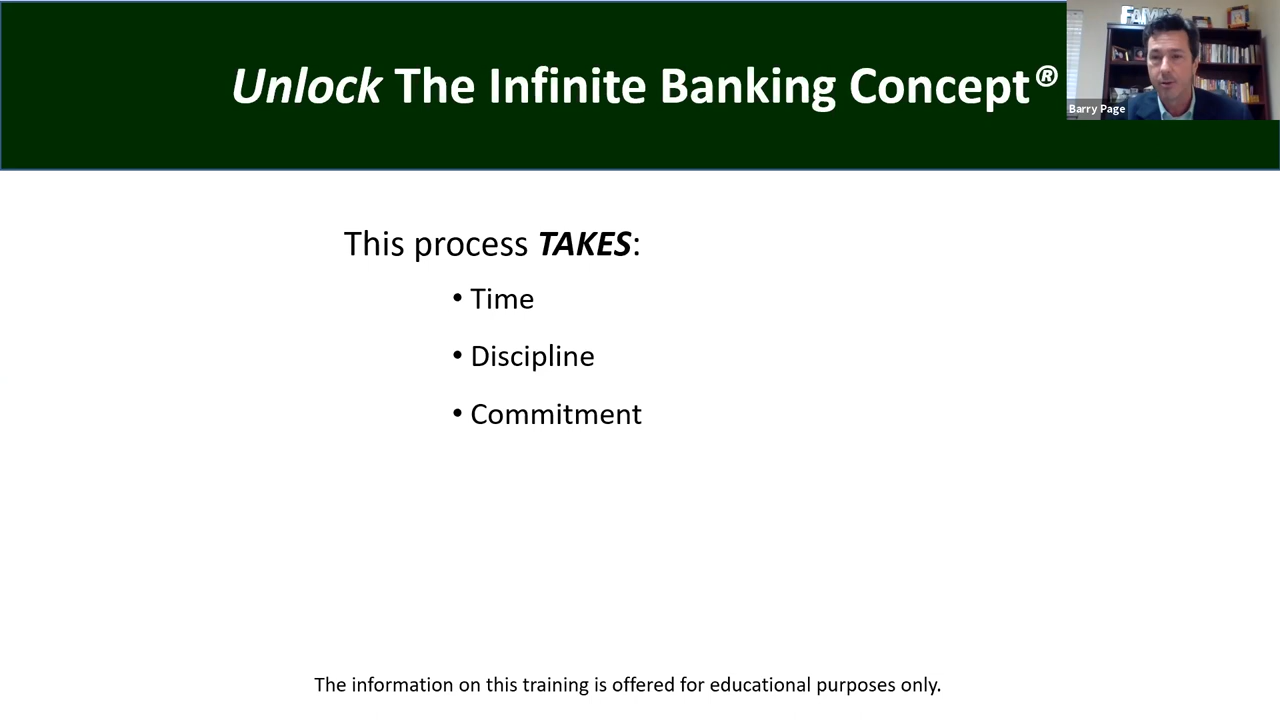 Unlock The Infinite Banking Concept®
FAMILY
Barry Page
This process TAKES:
• Time
• Discipline
• Commitment
The information on this training is offered for educational purposes only.